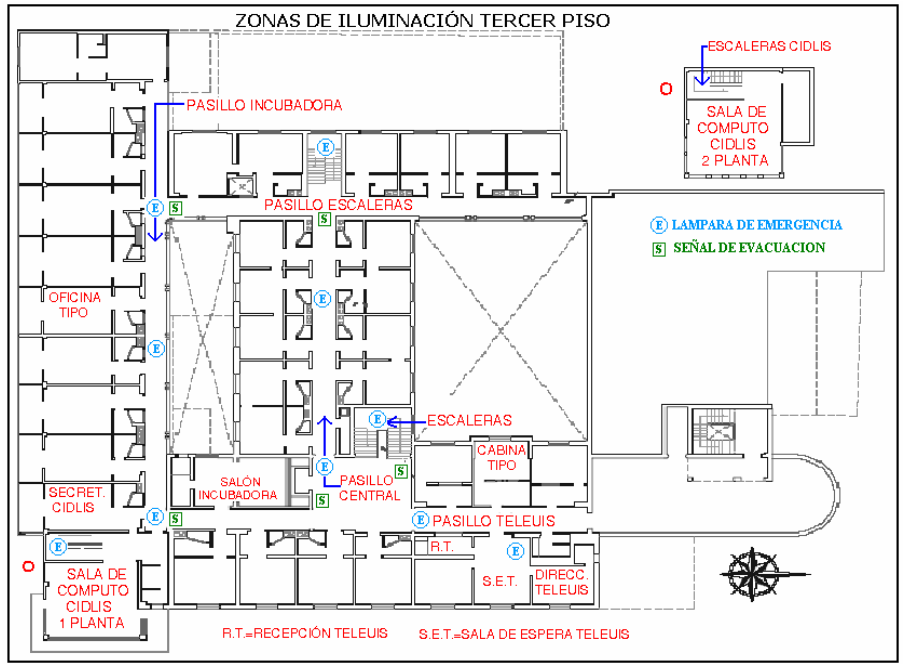 ZONAS DE ILUMINACIÓN TERCER PISO
ESCALERAS CIDLIS
O
SALA DE
COMPUTO
CIDLIS
2 PLANTA
PASILLO INCUBADORA
E
PASILLO ESCALERAS
E
S
S
E LAMPARA DE EMERGENCIA
S SEÑAL DE EVACUACION
OFICINA
TIPO
E
E
E
ESCALERAS
CABINA
TIPO
E
S
PASILLO
CENTRAL
SALÓN
INCUBADORA
S
SECRET.
CIDLIS
E
S
E
PASILLO TELEUIS
E
R.T.
E
O
SALA DE
COMPUTO
CIDLIS
1 PLANTA
S.E.T.
DIRECC.
TELEUIS
R.T.=RECEPCIÓN TELEUIS
S.E.T.=SALA DE ESPERA TELEUIS